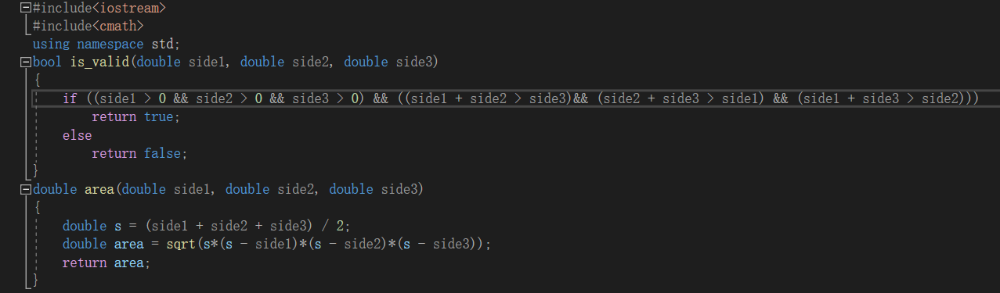 #include<iostream>
#include<cmath>
using namespace std;
bool is_valid(double side1, double side2, double side3)
{
    if ((side1 > 0 && side2 > 0 && side3 > 0) && ((side1 + side2 > side3)&& (side2 + side3 > side1) && (side1 + side3 > side2)))
        return true;
    else
        return false;
}
double area(double side1, double side2, double side3)
{
    double s = (side1 + side2 + side3) / 2;
    double area = sqrt(s*(s - side1)*(s - side2)*(s - side3));
    return area;
}